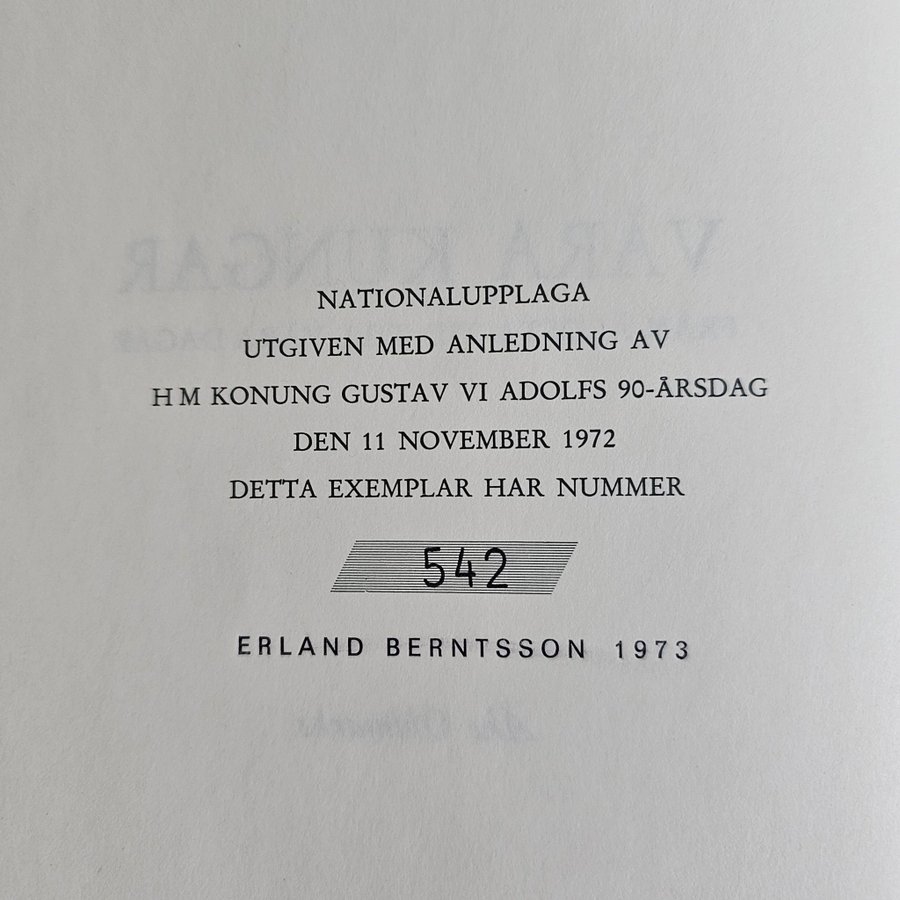 NATIONALUPPLAGA
UTGIVEN MED ANLEDNING AV
H M KONUNG GUSTAV VI ADOLFS 90-ÅRSDAG
DEN 11 NOVEMBER 1972
DETTA EXEMPLAR HAR NUMMER
542
ERLAND BERNTSSON 1973